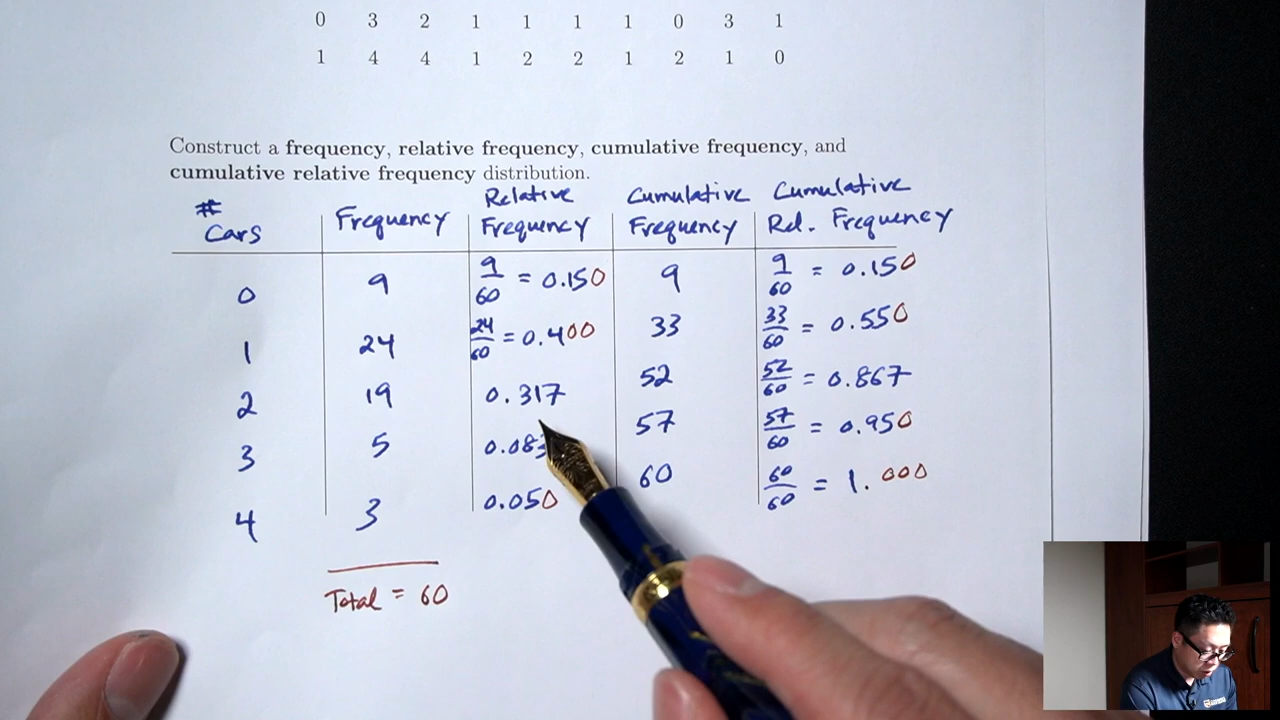 0 3 2 1 1 1 1 0 3 1
1 4 4 1 2 2 1 2 1 0
Construct a frequency, relative frequency, cumulative frequency, and
cumulative relative frequency distribution.
# Cars | Frequency | Relative Frequency | Cumulative Frequency | Cumulative Rel. Frequency
0 | 9 | 9/60 = 0.150 | 9 | 9/60 = 0.150
1 | 24 | 24/60 = 0.400 | 33 | 33/60 = 0.550
2 | 19 | 0.317 | 52 | 52/60 = 0.867
3 | 5 | 0.083 | 57 | 57/60 = 0.950
4 | 3 | 0.050 | 60 | 60/60 = 1.000
Total = 60